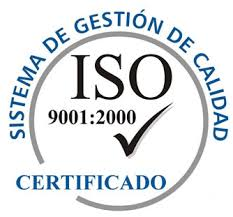 SISTEMA DE GESTIÓN DE CALIDAD
ISO
9001:2000
CERTIFICADO